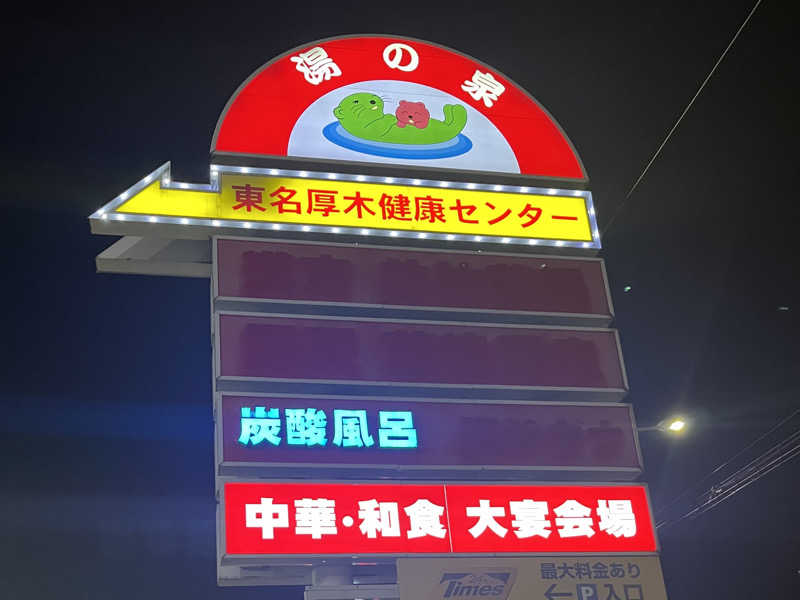 湯の泉
東名厚木健康センター
炭酸風呂
中華・和食 大宴会場
Times 最大料金あり
←P入口